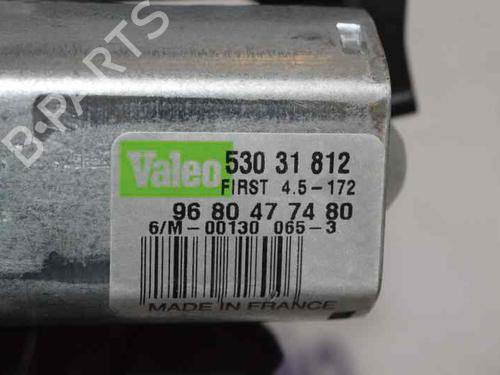 B-PARTS
Valeo 530 31 812
FIRST 4.5-172
96 80 47 74 80
6/M-00130 065-3
MADE IN FRANCE
B-PARTS